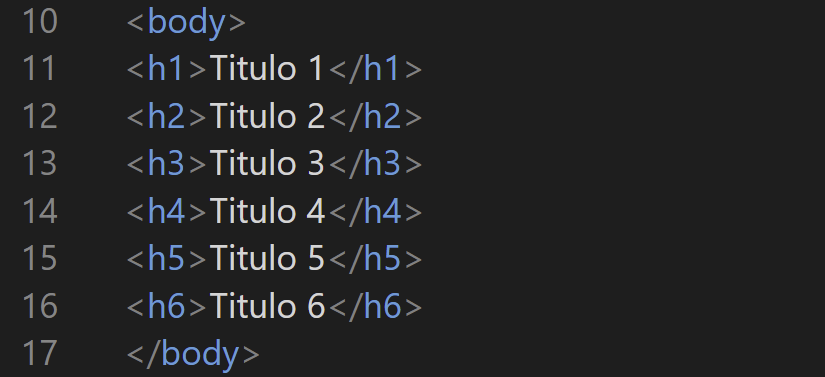 10 <body>
11 <h1>Titulo 1</h1>
12 <h2>Titulo 2</h2>
13 <h3>Titulo 3</h3>
14 <h4>Titulo 4</h4>
15 <h5>Titulo 5</h5>
16 <h6>Titulo 6</h6>
17 </body>